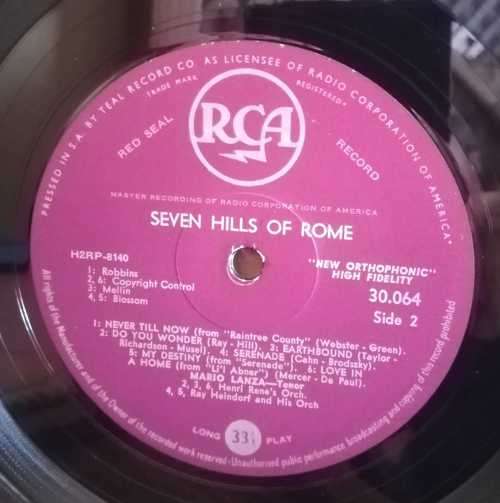 PRESSED IN S.A. BY TEAL RECORD CO. AS LICENSEE OF RADIO CORPORATION OF AMERICA.
TRADE MARK
REGISTERED
RED SEAL
RCA
RECORD
MASTER RECORDING OF RADIO CORPORATION OF AMERICA
SEVEN HILLS OF ROME
H2RP-8140
1: Robbins
2, 6: Copyright Control
3: Mellin
4, 5: Blossom
"NEW ORTHOPHONIC"
HIGH FIDELITY
30.064
Side 2
1: NEVER TILL NOW (from "Raintree County") (Webster - Green).
2: DO YOU WONDER (Ray - Hill). 3: EARTHBOUND (Taylor -
Richardson - Musel). 4: SERENADE (Cahn - Brodszky).
5: MY DESTINY (from "Serenade"). 6: LOVE IN
A HOME (from "Li'l Abner") (Mercer - De Paul).
MARIO LANZA—Tenor
2, 3, 6, Henri Rene's Orch.
4, 5, Ray Heindorf and His Orch
LONG 33⅓ PLAY
All rights of the Manufacturer and of the Owner of the recorded work reserved - Unauthorised public performance broadcasting and copying of this record prohibited